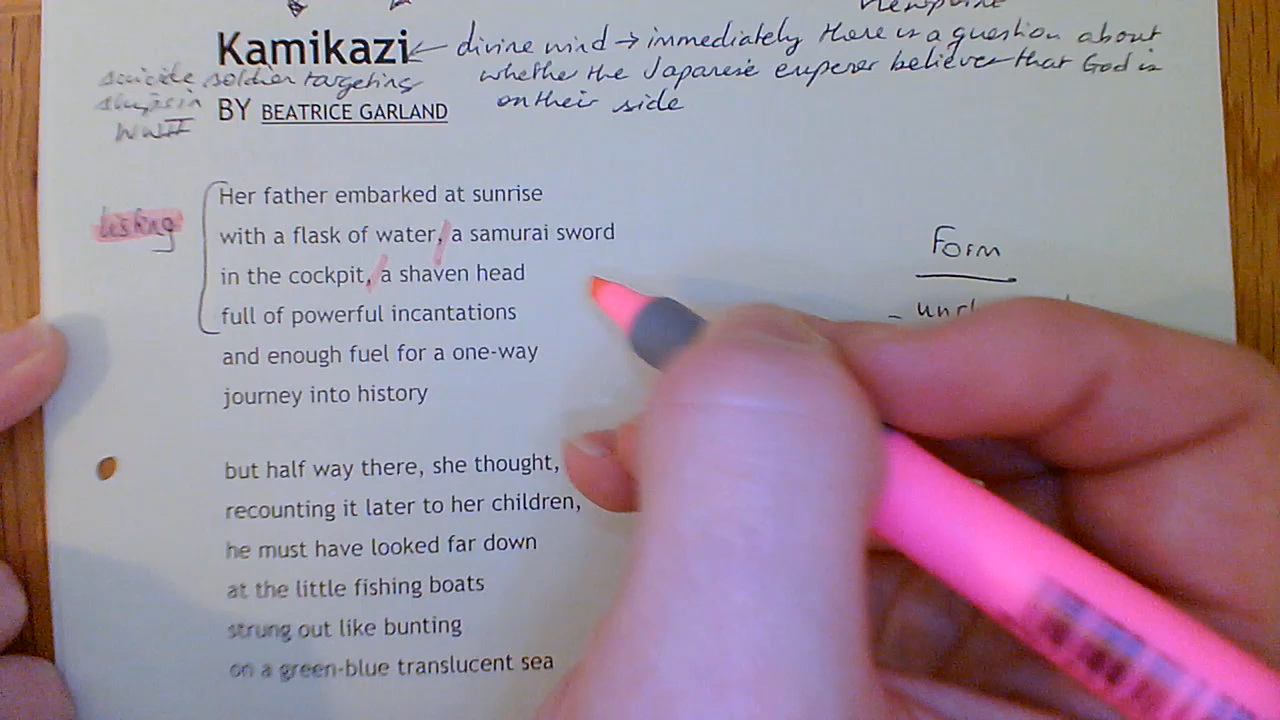 viewpoint
Kamikazi
divine wind → immediately there is a question about
whether the Japanese emperor believes that God is
on their side
suicide soldier targeting
ships in
WWII
BY BEATRICE GARLAND
listing
Her father embarked at sunrise
with a flask of water, a samurai sword
in the cockpit, a shaven head
full of powerful incantations
and enough fuel for a one-way
journey into history
Form
but half way there, she thought,
recounting it later to her children,
he must have looked far down
at the little fishing boats
strung out like bunting
on a green-blue translucent sea